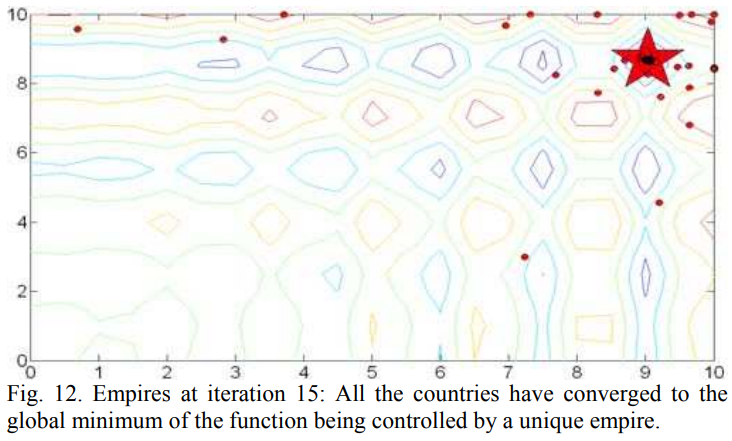 10
8
6
4
2
0
0 1 2 3 4 5 6 7 8 9 10
Fig. 12. Empires at iteration 15: All the countries have converged to the
global minimum of the function being controlled by a unique empire.